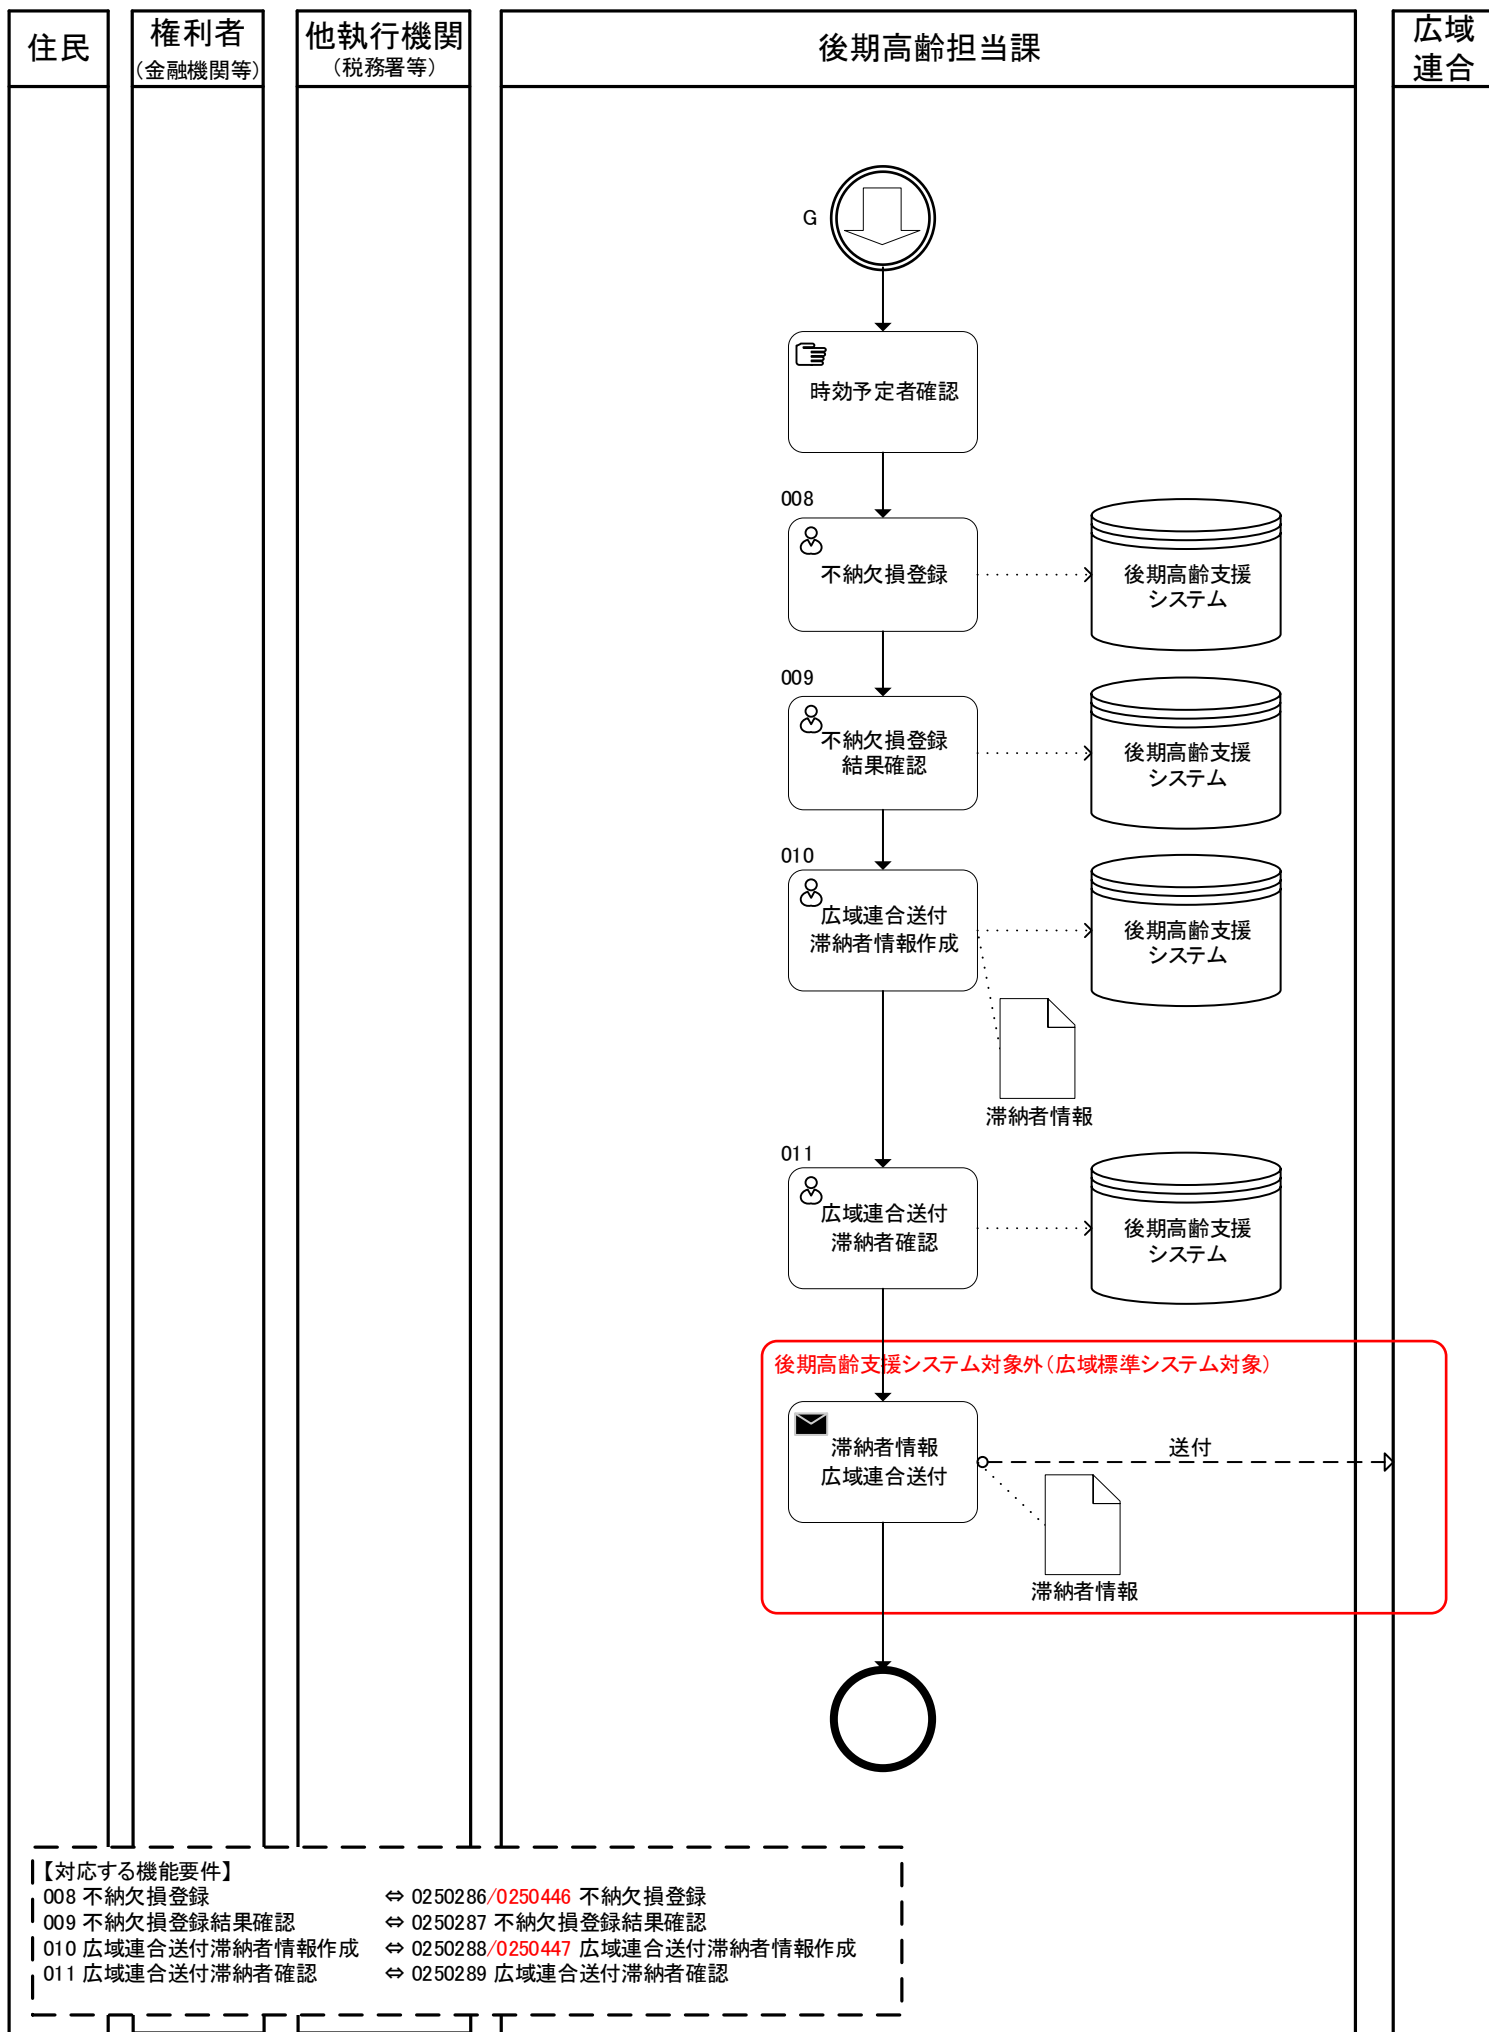 住民
権利者
（金融機関等）
他執行機関
（税務署等）
後期高齢担当課
広域
連合
G
時効予定者確認
008
不納欠損登録
後期高齢支援
システム
009
不納欠損登録
結果確認
後期高齢支援
システム
010
広域連合送付
滞納者情報作成
後期高齢支援
システム
滞納者情報
011
広域連合送付
滞納者確認
後期高齢支援
システム
後期高齢支援システム対象外（広域標準システム対象）
滞納者情報
広域連合送付
送付
滞納者情報
【対応する機能要件】
008 不納欠損登録 ⇔ 0250286/0250446 不納欠損登録
009 不納欠損登録結果確認 ⇔ 0250287 不納欠損登録結果確認
010 広域連合送付滞納者情報作成 ⇔ 0250288/0250447 広域連合送付滞納者情報作成
011 広域連合送付滞納者確認 ⇔ 0250289 広域連合送付滞納者確認